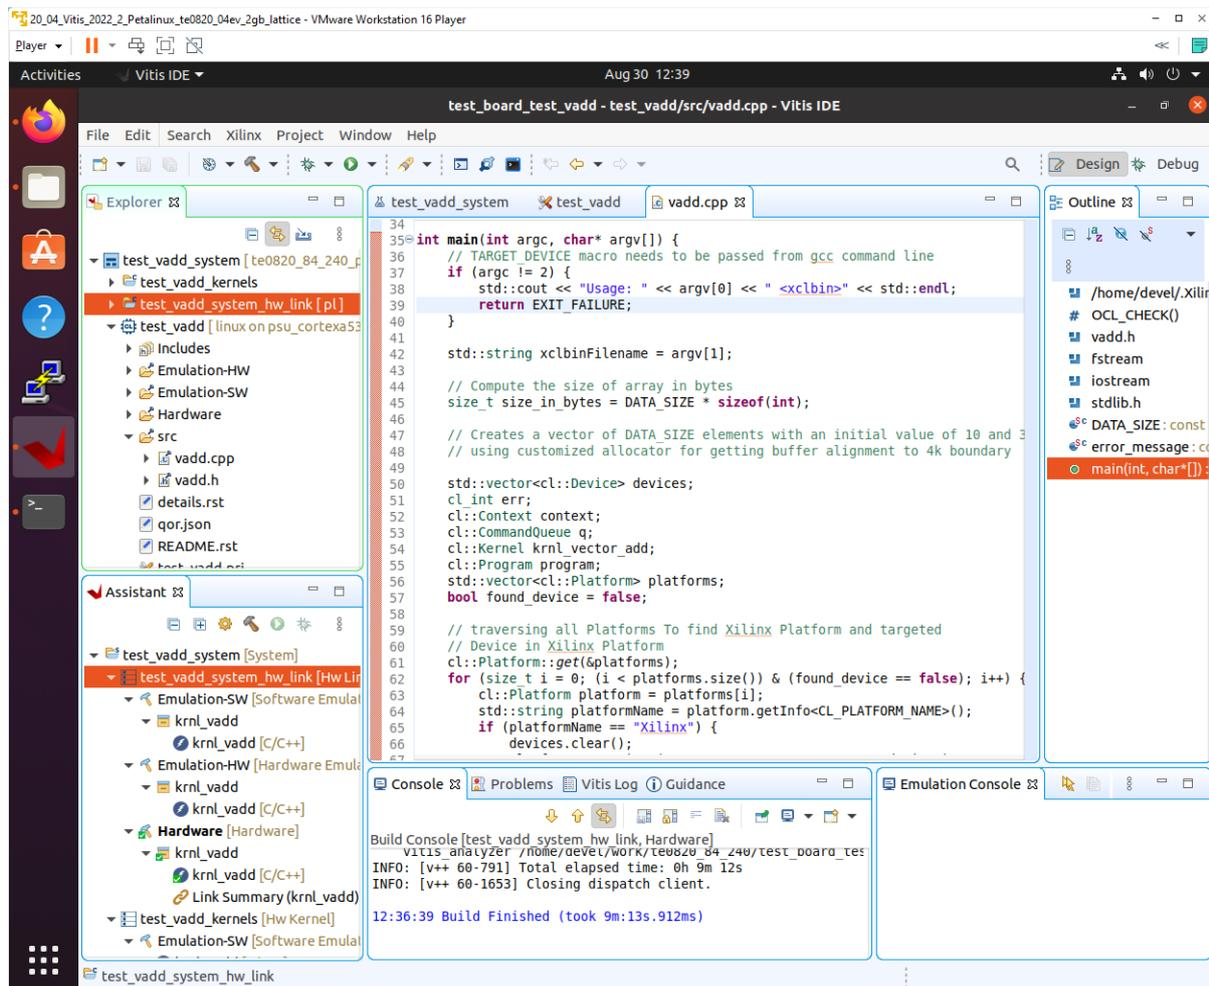 20_04_Vitis_2022_2_Petalinux_te0820_04ev_2gb_lattice - VMware Workstation 16 Player
Player
Activities
Vitis IDE
Aug 30 12:39
test_board_test_vadd - test_vadd/src/vadd.cpp - Vitis IDE
File Edit Search Xilinx Project Window Help
Design
Debug
Explorer
test_vadd_system [ te0820_84_240_p
test_vadd_kernels
test_vadd_system_hw_link [ pl ]
test_vadd [ linux on psu_cortexa53
Includes
Emulation-HW
Emulation-SW
Hardware
src
vadd.cpp
vadd.h
details.rst
qor.json
README.rst
test_vadd.prj
Assistant
test_vadd_system [System]
test_vadd_system_hw_link [Hw Lin
Emulation-SW [Software Emulat
krnl_vadd
krnl_vadd [C/C++]
Emulation-HW [Hardware Emula
krnl_vadd
krnl_vadd [C/C++]
Hardware [Hardware]
krnl_vadd
krnl_vadd [C/C++]
Link Summary (krnl_vadd)
test_vadd_kernels [Hw Kernel]
Emulation-SW [Software Emulat
test_vadd_system_hw_link
test_vadd_system
test_vadd
vadd.cpp
34
35 int main(int argc, char* argv[]) {
36 // TARGET_DEVICE macro needs to be passed from gcc command line
37 if (argc != 2) {
38 std::cout << "Usage: " << argv[0] << " <xclbin>" << std::endl;
39 return EXIT_FAILURE;
40 }
41
42 std::string xclbinFilename = argv[1];
43
44 // Compute the size of array in bytes
45 size_t size_in_bytes = DATA_SIZE * sizeof(int);
46
47 // Creates a vector of DATA_SIZE elements with an initial value of 10 and 3
48 // using customized allocator for getting buffer alignment to 4k boundary
49
50 std::vector<cl::Device> devices;
51 cl_int err;
52 cl::Context context;
53 cl::CommandQueue q;
54 cl::Kernel krnl_vector_add;
55 cl::Program program;
56 std::vector<cl::Platform> platforms;
57 bool found_device = false;
58
59 // traversing all Platforms To find Xilinx Platform and targeted
60 // Device in Xilinx Platform
61 cl::Platform::get(&platforms);
62 for (size_t i = 0; (i < platforms.size()) & (found_device == false); i++) {
63 cl::Platform platform = platforms[i];
64 std::string platformName = platform.getInfo<CL_PLATFORM_NAME>();
65 if (platformName == "Xilinx") {
66 devices.clear();
67
Outline
/home/devel/.Xilin
OCL_CHECK()
vadd.h
fstream
iostream
stdlib.h
DATA_SIZE : const
error_message : co
main(int, char*[]) :
Console
Problems
Vitis Log
Guidance
Build Console [test_vadd_system_hw_link, Hardware]
vitis_analyzer /home/devel/work/te0820_84_240/test_board_tes
INFO: [v++ 60-791] Total elapsed time: 0h 9m 12s
INFO: [v++ 60-1653] Closing dispatch client.
12:36:39 Build Finished (took 9m:13s.912ms)
Emulation Console